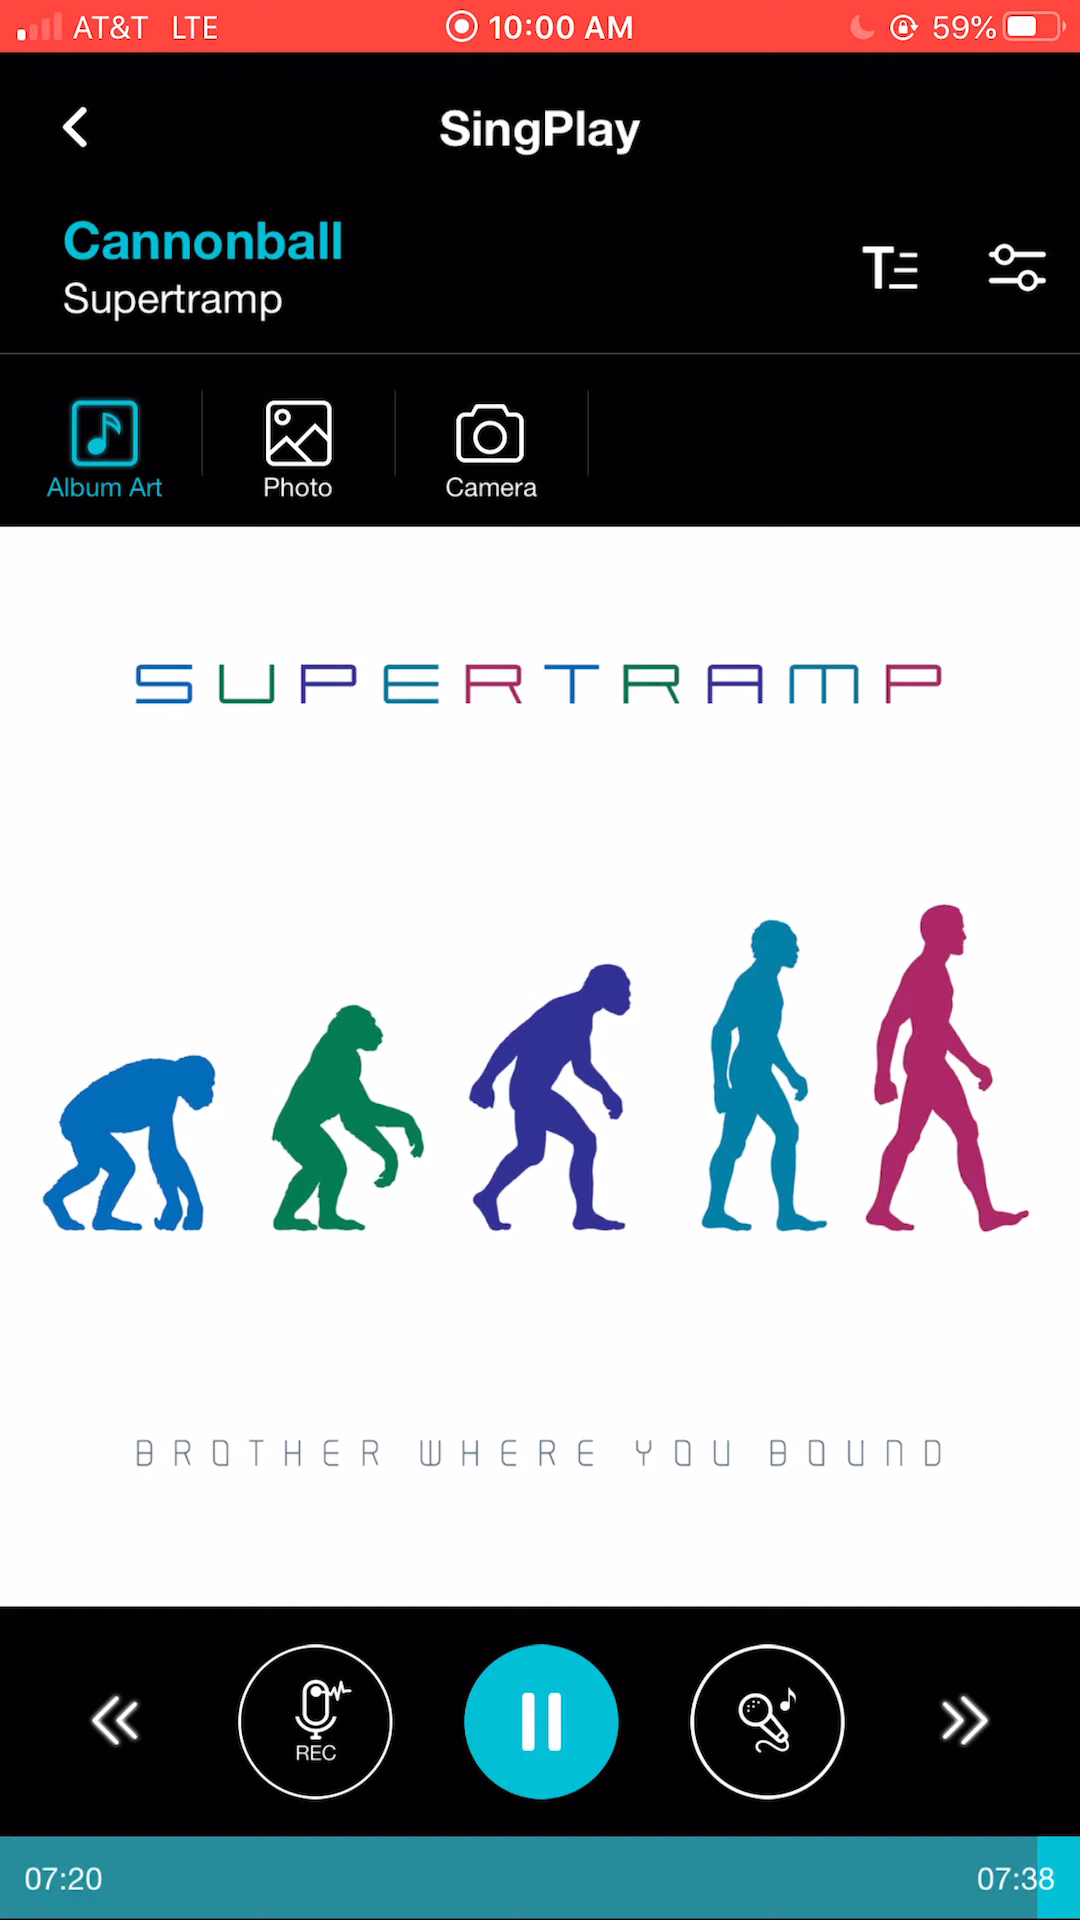 AT&T LTE 10:00 AM 59%
SingPlay
Cannonball
Supertramp
T
Album Art Photo Camera
SUPERTRAMP
BROTHER WHERE YOU BOUND
REC
07:20 07:38